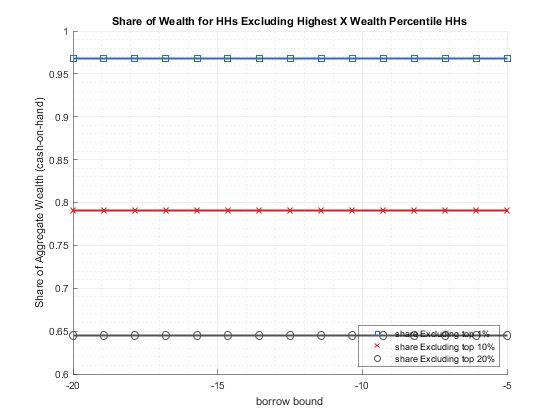 Share of Wealth for HHs Excluding Highest X Wealth Percentile HHs
Share of Aggregate Wealth (cash-on-hand)
1
0.95
0.9
0.85
0.8
0.75
0.7
0.65
0.6
share Excluding top 1%
share Excluding top 10%
share Excluding top 20%
-20
-15
-10
-5
borrow bound